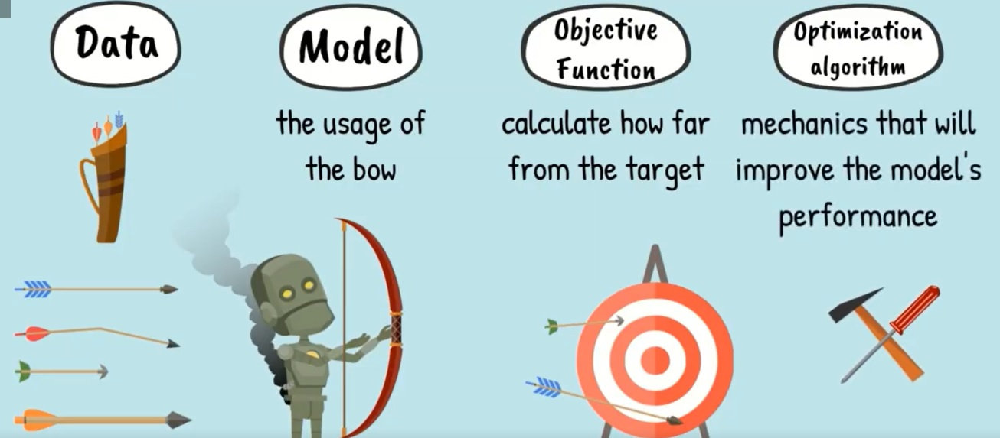 Data
Model
the usage of
the bow
Objective
Function
calculate how far
from the target
Optimization
algorithm
mechanics that will
improve the model's
performance